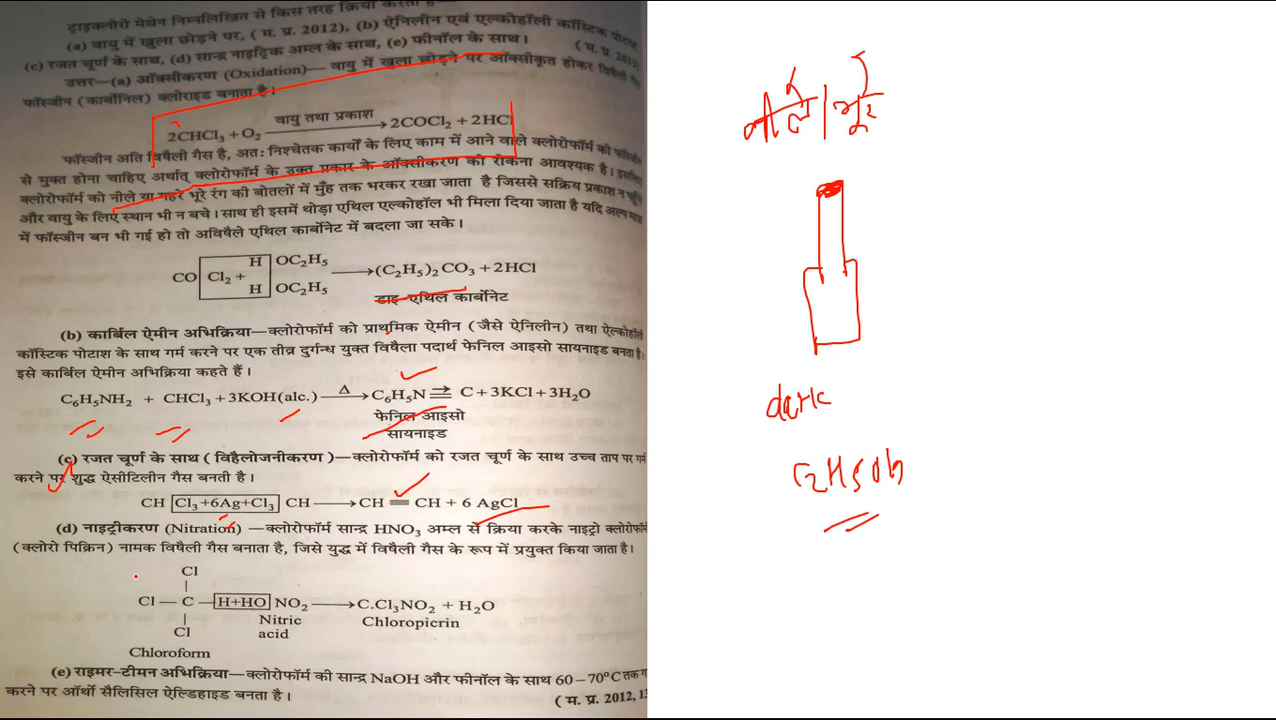 ट्राइक्लोरो मेथेन निम्नलिखित से किस तरह क्रिया करता है—
(a) वायु में खुला छोड़ने पर, ( म. प्र. 2012), (b) ऐनिलीन एवं एल्कोहॉली कॉस्टिक पोटाश,
(c) रजत चूर्ण के साथ, (d) सान्द्र नाइट्रिक अम्ल के साथ, (e) फीनॉल के साथ।
( म. प्र. 201
उत्तर—(a) ऑक्सीकरण (Oxidation)— वायु में खुला छोड़ने पर ऑक्सीकृत होकर विषैली
फॉस्जीन (कार्बोनिल) क्लोराइड बनाता है।
2CHCl₃ + O₂ वायु तथा प्रकाश ⟶ 2COCl₂ + 2HCl
फॉस्जीन अति विषैली गैस है, अतः निश्चेतक कार्यों के लिए काम में आने वाले क्लोरोफॉर्म को फॉस्जीन
से मुक्त होना चाहिए अर्थात् क्लोरोफॉर्म के उक्त प्रकार के ऑक्सीकरण को रोकना आवश्यक है।
क्लोरोफॉर्म को नीले या गहरे भूरे रंग की बोतलों में मुँह तक भरकर रखा जाता है जिससे सक्रिय प्रकाश न
और वायु के लिए स्थान भी न बचे। साथ ही इसमें थोड़ा एथिल एल्कोहॉल भी मिला दिया जाता है यदि अल्प
में फॉस्जीन बन भी गई हो तो अविषैले एथिल कार्बोनेट में बदला जा सके।
H OC₂H₅
CO Cl₂ + ⟶ (C₂H₅)₂CO₃ + 2HCl
H OC₂H₅
डाइ-एथिल कार्बोनेट
(b) कार्बिल ऐमीन अभिक्रिया—क्लोरोफॉर्म को प्राथमिक ऐमीन (जैसे ऐनिलीन) तथा ऐल्कोहॉली
कॉस्टिक पोटाश के साथ गर्म करने पर एक तीव्र दुर्गन्ध युक्त विषैला पदार्थ फेनिल आइसो सायनाइड बनता है।
इसे कार्बिल ऐमीन अभिक्रिया कहते हैं।
C₆H₅NH₂ + CHCl₃ + 3KOH(alc.) Δ⟶ C₆H₅N ⇶ C + 3KCl + 3H₂O
फेनिल आइसो
सायनाइड
(c) रजत चूर्ण के साथ ( विहैलोजनीकरण )—क्लोरोफॉर्म को रजत चूर्ण के साथ उच्च ताप पर गर्म
करने पर शुद्ध ऐसीटिलीन गैस बनती है।
CH Cl₃+6Ag+Cl₃ CH ⟶ CH ≡ CH + 6 AgCl
(d) नाइट्रीकरण (Nitration) —क्लोरोफॉर्म सान्द्र HNO₃ अम्ल से क्रिया करके नाइट्रो क्लोरोफॉर्म
(क्लोरो पिक्रिन) नामक विषैली गैस बनाता है, जिसे युद्ध में विषैली गैस के रूप में प्रयुक्त किया जाता है।
Cl
Cl — C — H+HO NO₂ ⟶ C.Cl₃NO₂ + H₂O
Cl Nitric acid Chloropicrin
Chloroform
(e) राइमर-टीमन अभिक्रिया—क्लोरोफॉर्म की सान्द्र NaOH और फीनॉल के साथ 60 – 70°C तक
करने पर ऑर्थो सैलिसिल ऐल्डिहाइड बनता है।
( म. प्र. 2012, 13
नीले / भूरे
dark
C₂H₅Oh